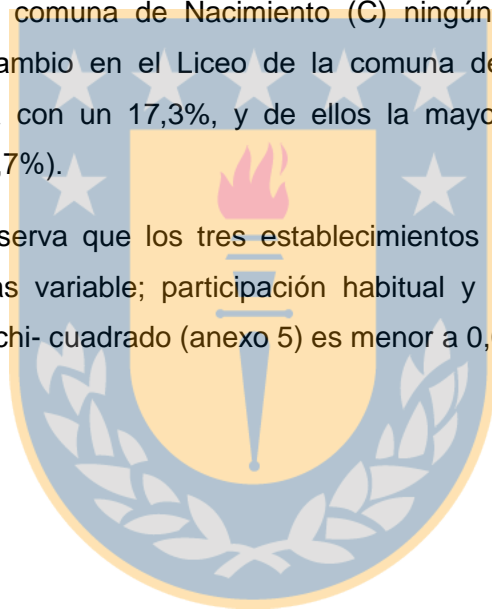 comuna de Nacimiento (C) ningún
ambio en el Liceo de la comuna de
con un 17,3%, y de ellos la mayo
,7%).
serva que los tres establecimientos
as variable; participación habitual y
chi- cuadrado (anexo 5) es menor a 0,